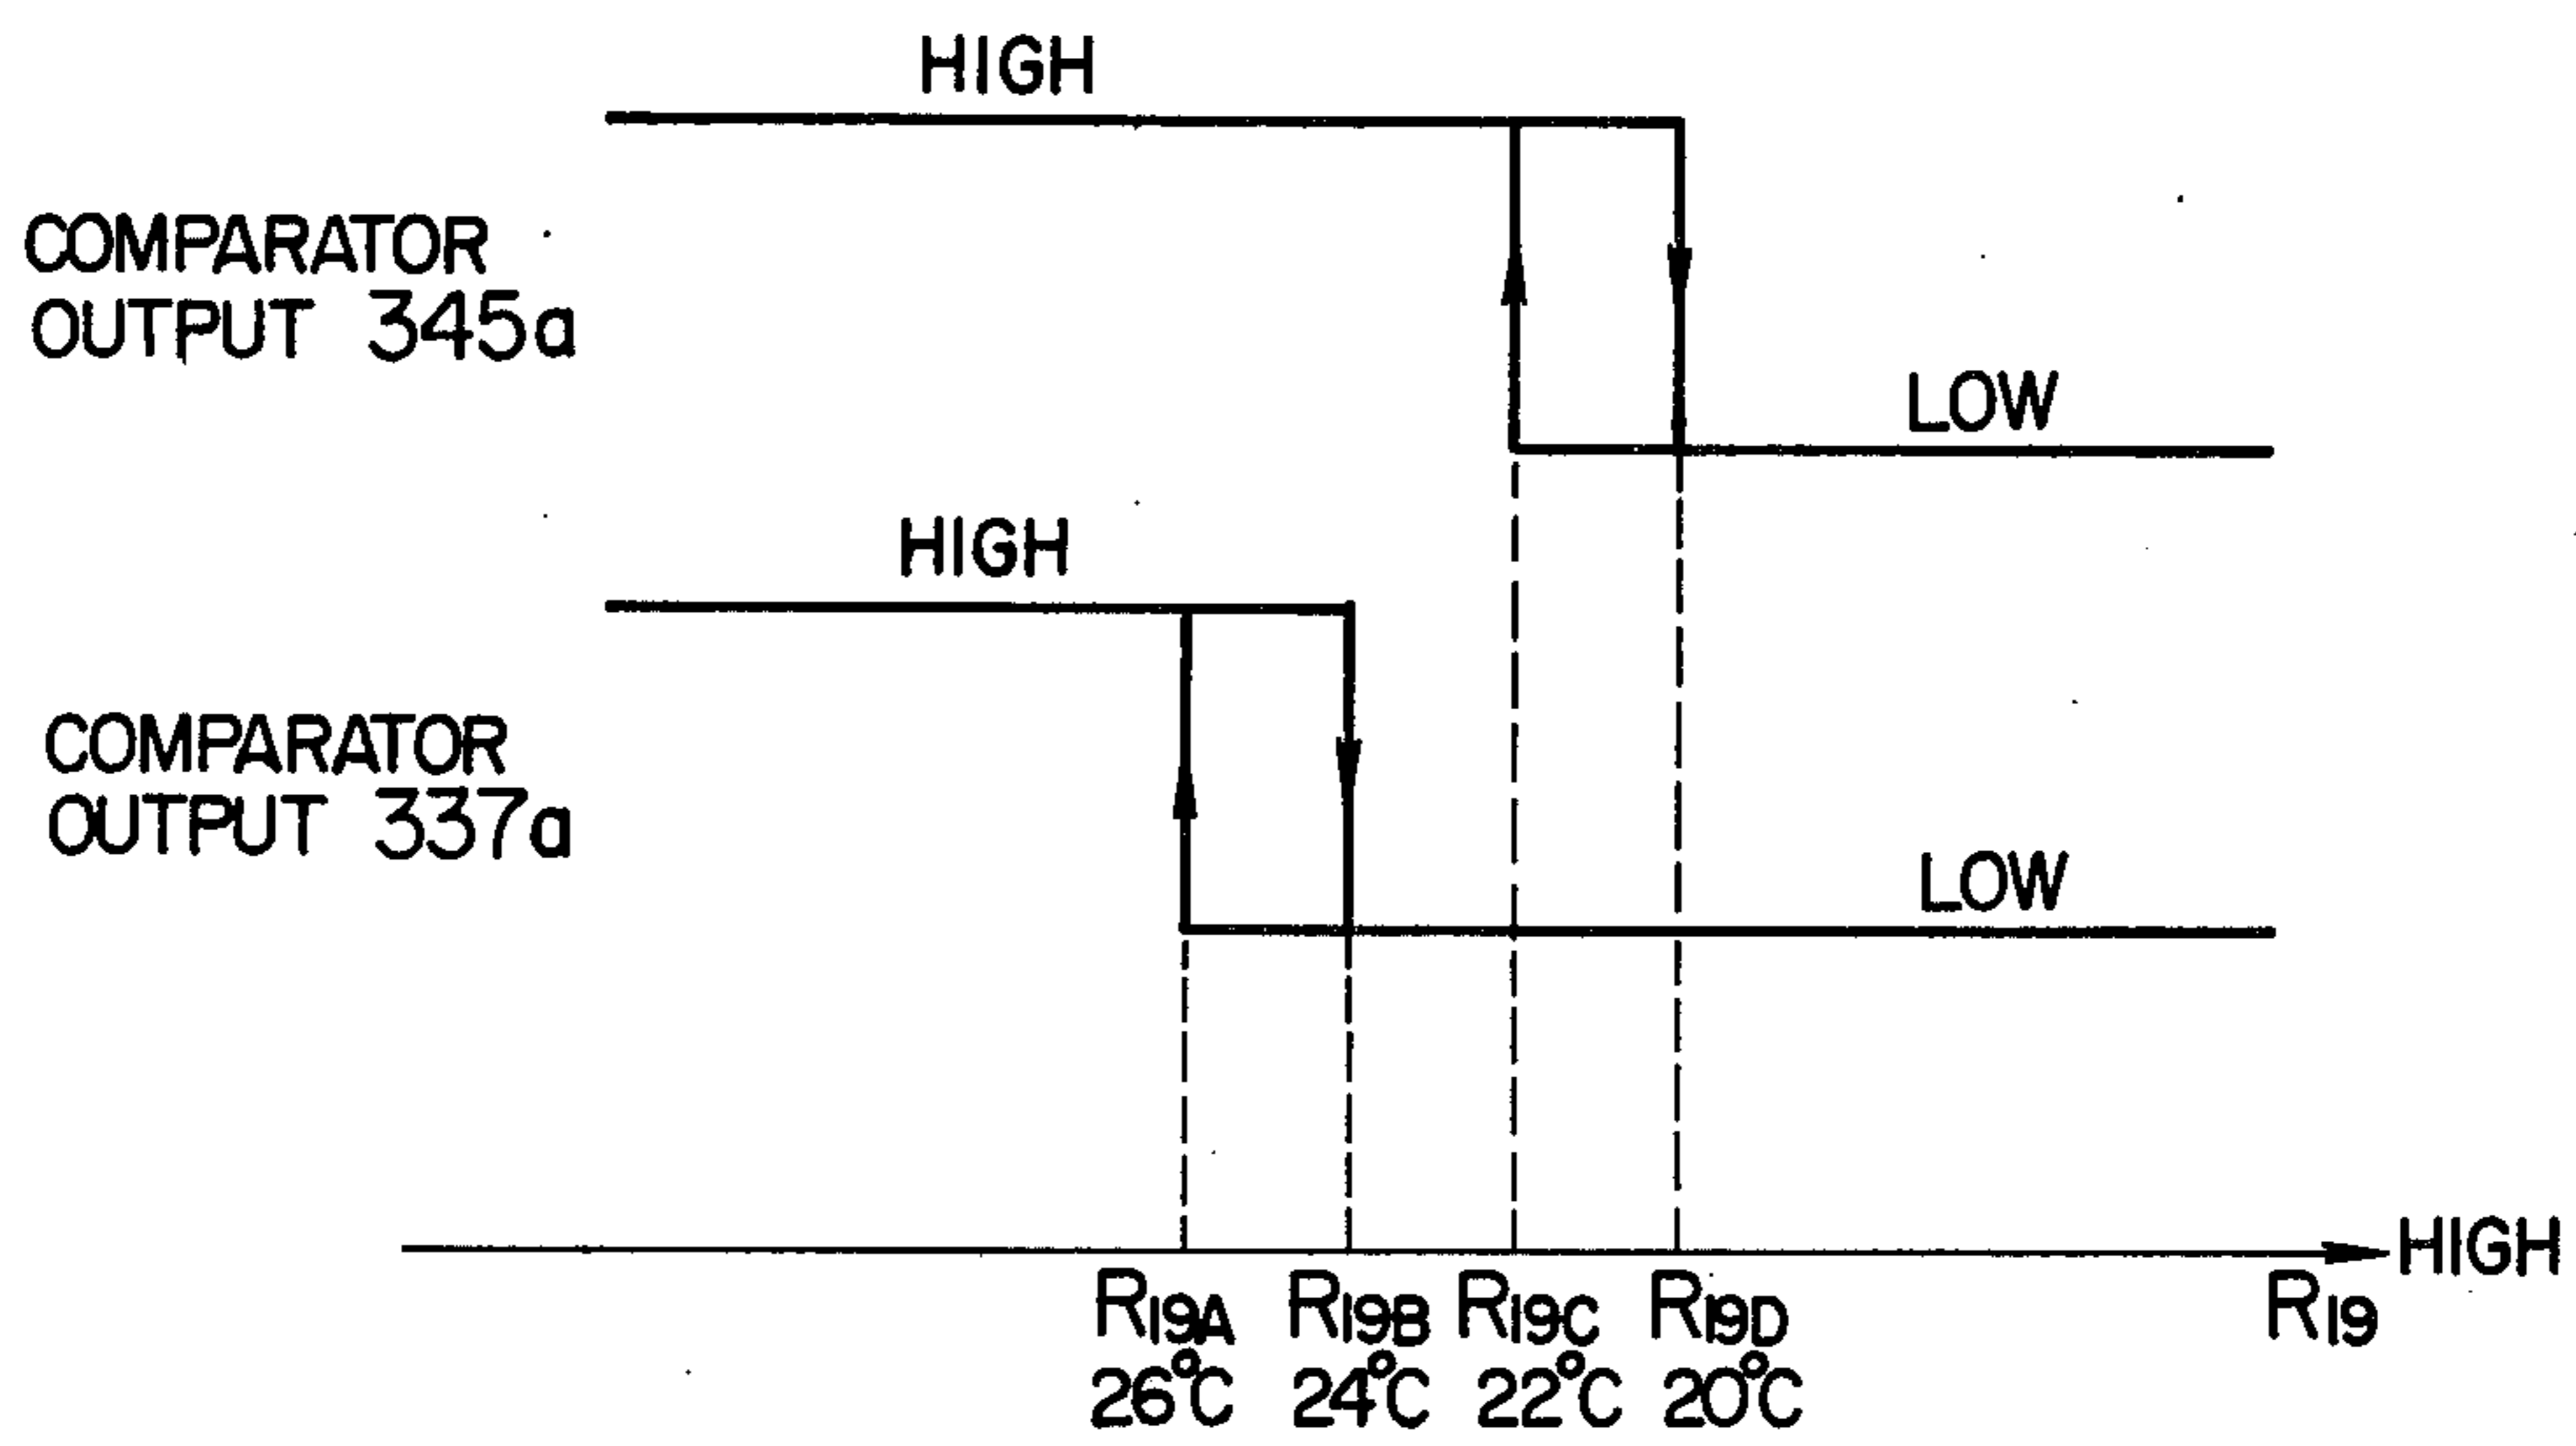 HIGH
COMPARATOR
OUTPUT 345a
LOW
HIGH
COMPARATOR
OUTPUT 337a
LOW
HIGH
R19A R19B R19C R19D R19
26°C 24°C 22°C 20°C